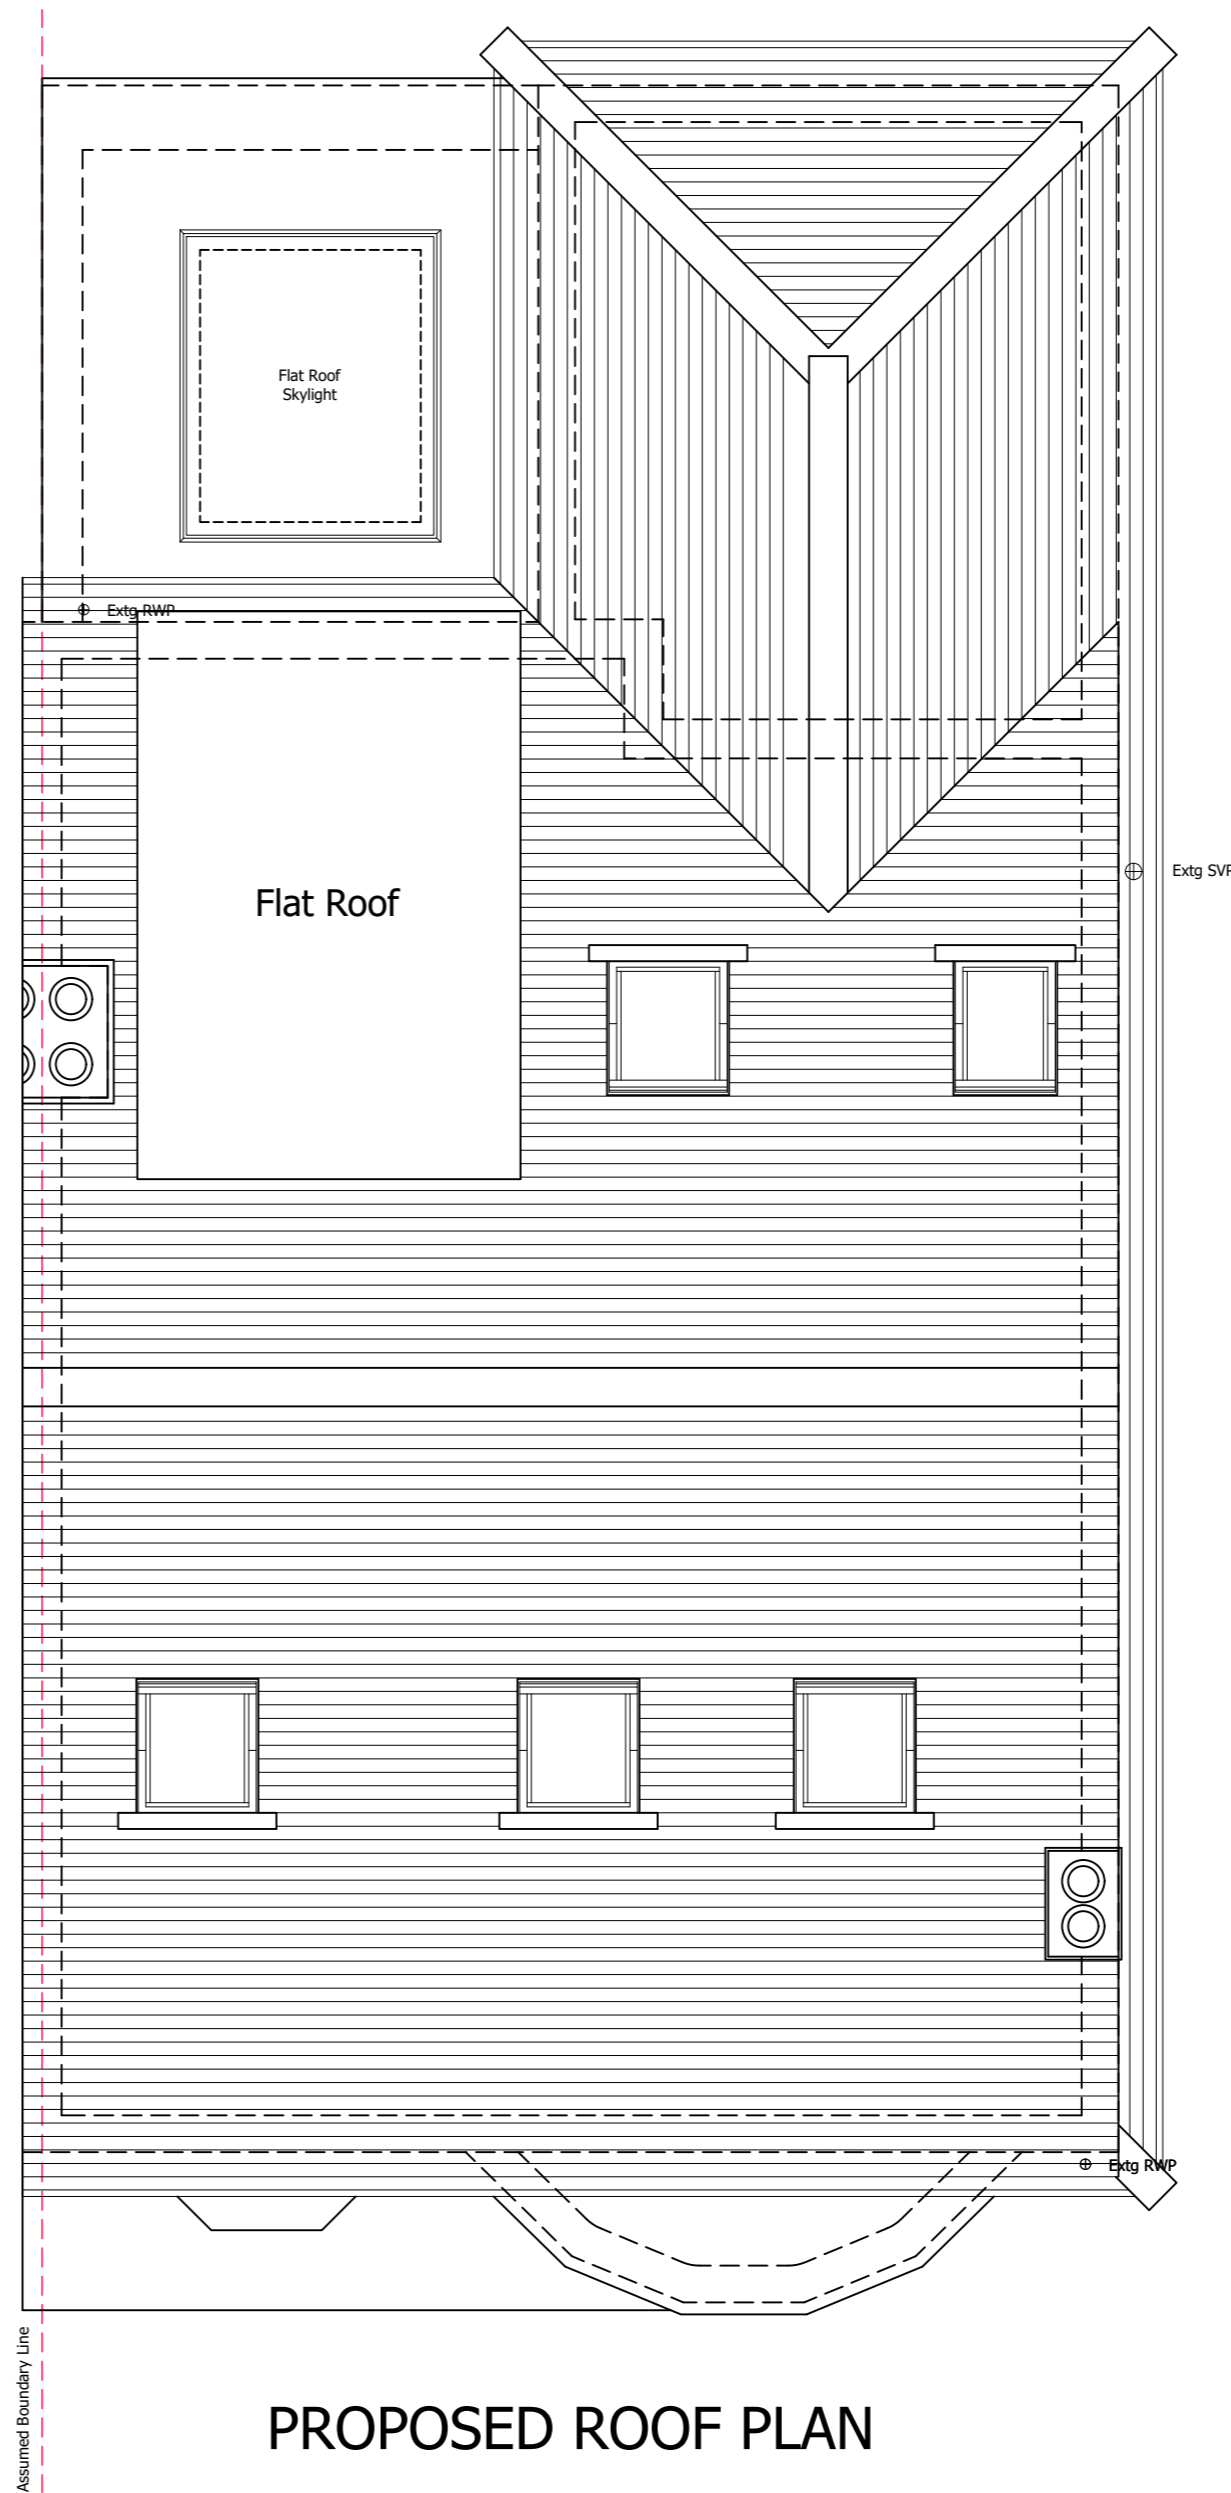 Flat Roof
Skylight
Extg RWP
Extg SVP
Flat Roof
Extg RWP
Assumed Boundary Line
PROPOSED ROOF PLAN